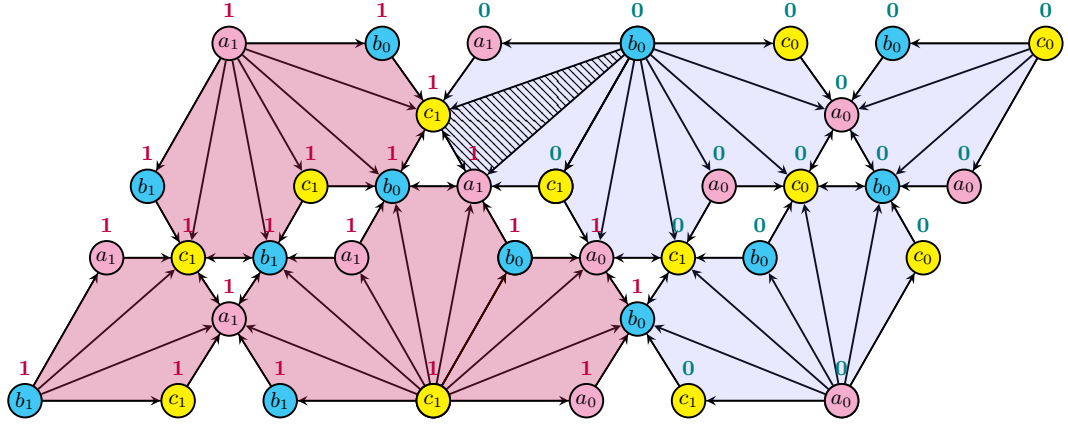 1 1 0 0 0 0 0
a₁ b₀ a₁ b₀ c₀ b₀ c₀
1 0
c₁ a₀
1 1 1 1 0 0 0 0 0
b₁ c₁ b₀ a₁ c₁ a₀ c₀ b₀ a₀
1 1 1 1 1 1 0 0 0
a₁ c₁ b₁ a₁ b₀ a₀ c₁ b₀ c₀
1 1
a₁ b₀
1 1 1 1 1 0 0
b₁ c₁ b₁ c₁ a₀ c₁ a₀